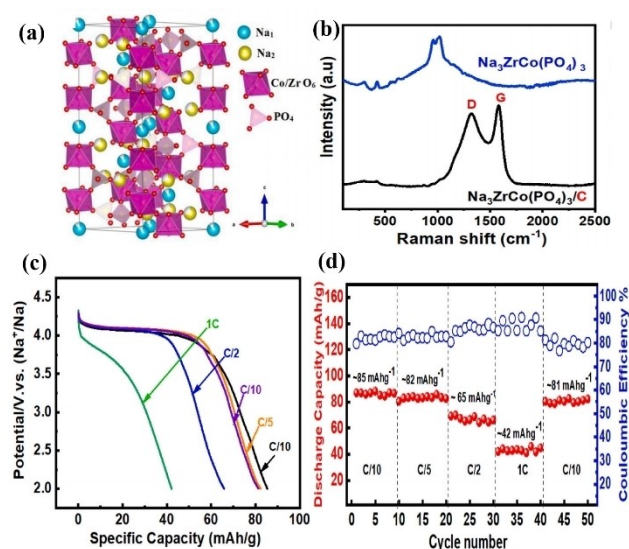 (a)
Na₁
Na₂
Co/Zr O₆
PO₄
c
a
b
(b)
Intensity (a.u)
Na₃ZrCo(PO₄)₃
D
G
Na₃ZrCo(PO₄)₃/C
500 1000 1500 2000 2500
Raman shift (cm⁻¹)
(c)
Potential/V vs. (Na⁺/Na)
4.5
4.0
3.5
3.0
2.5
2.0
1C
C/2
C/10
C/5
C/10
0 20 40 60 80 100
Specific Capacity (mAh/g)
(d)
Discharge Capacity (mAh/g)
160
140
120
100
80
60
40
20
~85 mAhg⁻¹
~82 mAhg⁻¹
~65 mAhg⁻¹
~42 mAhg⁻¹
~81 mAhg⁻¹
C/10
C/5
C/2
1C
C/10
0 5 10 15 20 25 30 35 40 45 50
Cycle number
100
90
80
70
60
50
40
30
20
10
0
Couloumbic Efficiency %